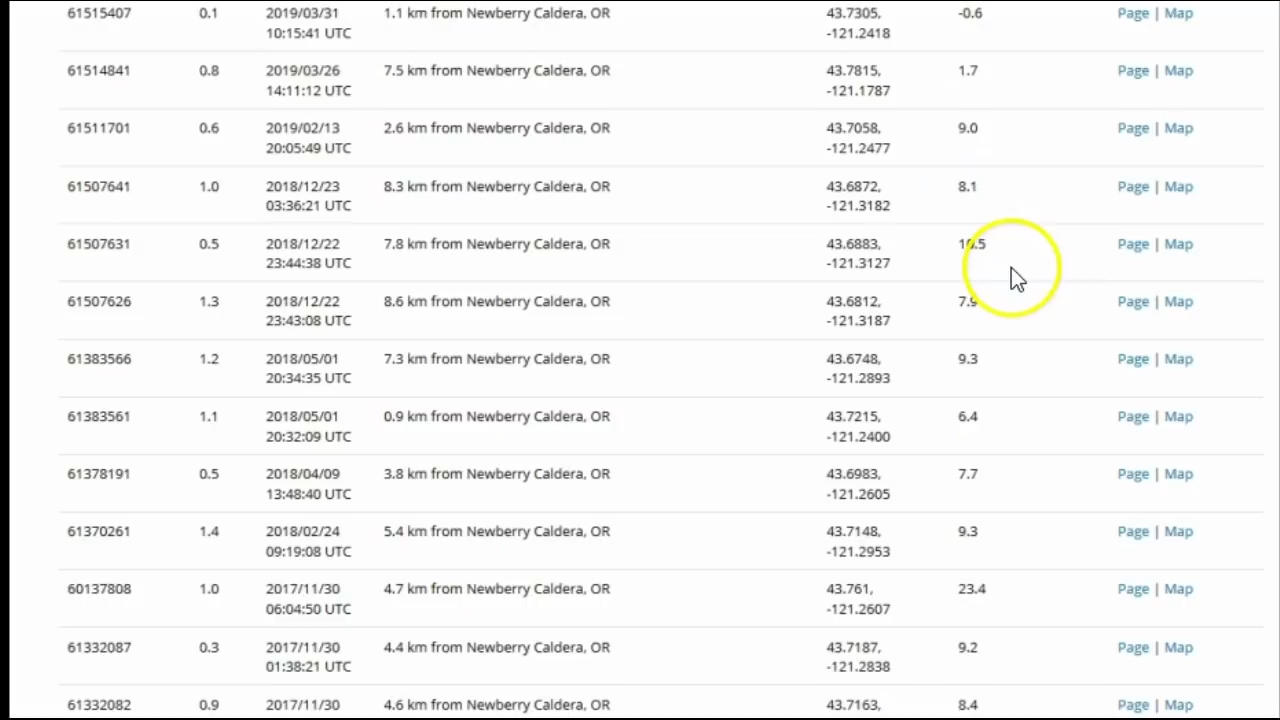 61515407 0.1 2019/03/31 1.1 km from Newberry Caldera, OR 43.7305, -0.6 Page | Map
10:15:41 UTC -121.2418
61514841 0.8 2019/03/26 7.5 km from Newberry Caldera, OR 43.7815, 1.7 Page | Map
14:11:12 UTC -121.1787
61511701 0.6 2019/02/13 2.6 km from Newberry Caldera, OR 43.7058, 9.0 Page | Map
20:05:49 UTC -121.2477
61507641 1.0 2018/12/23 8.3 km from Newberry Caldera, OR 43.6872, 8.1 Page | Map
03:36:21 UTC -121.3182
61507631 0.5 2018/12/22 7.8 km from Newberry Caldera, OR 43.6883, 10.5 Page | Map
23:44:38 UTC -121.3127
61507626 1.3 2018/12/22 8.6 km from Newberry Caldera, OR 43.6812, 7.9 Page | Map
23:43:08 UTC -121.3187
61383566 1.2 2018/05/01 7.3 km from Newberry Caldera, OR 43.6748, 9.3 Page | Map
20:34:35 UTC -121.2893
61383561 1.1 2018/05/01 0.9 km from Newberry Caldera, OR 43.7215, 6.4 Page | Map
20:32:09 UTC -121.2400
61378191 0.5 2018/04/09 3.8 km from Newberry Caldera, OR 43.6983, 7.7 Page | Map
13:48:40 UTC -121.2605
61370261 1.4 2018/02/24 5.4 km from Newberry Caldera, OR 43.7148, 9.3 Page | Map
09:19:08 UTC -121.2953
60137808 1.0 2017/11/30 4.7 km from Newberry Caldera, OR 43.761, 23.4 Page | Map
06:04:50 UTC -121.2607
61332087 0.3 2017/11/30 4.4 km from Newberry Caldera, OR 43.7187, 9.2 Page | Map
01:38:21 UTC -121.2838
61332082 0.9 2017/11/30 4.6 km from Newberry Caldera, OR 43.7163, 8.4 Page | Map